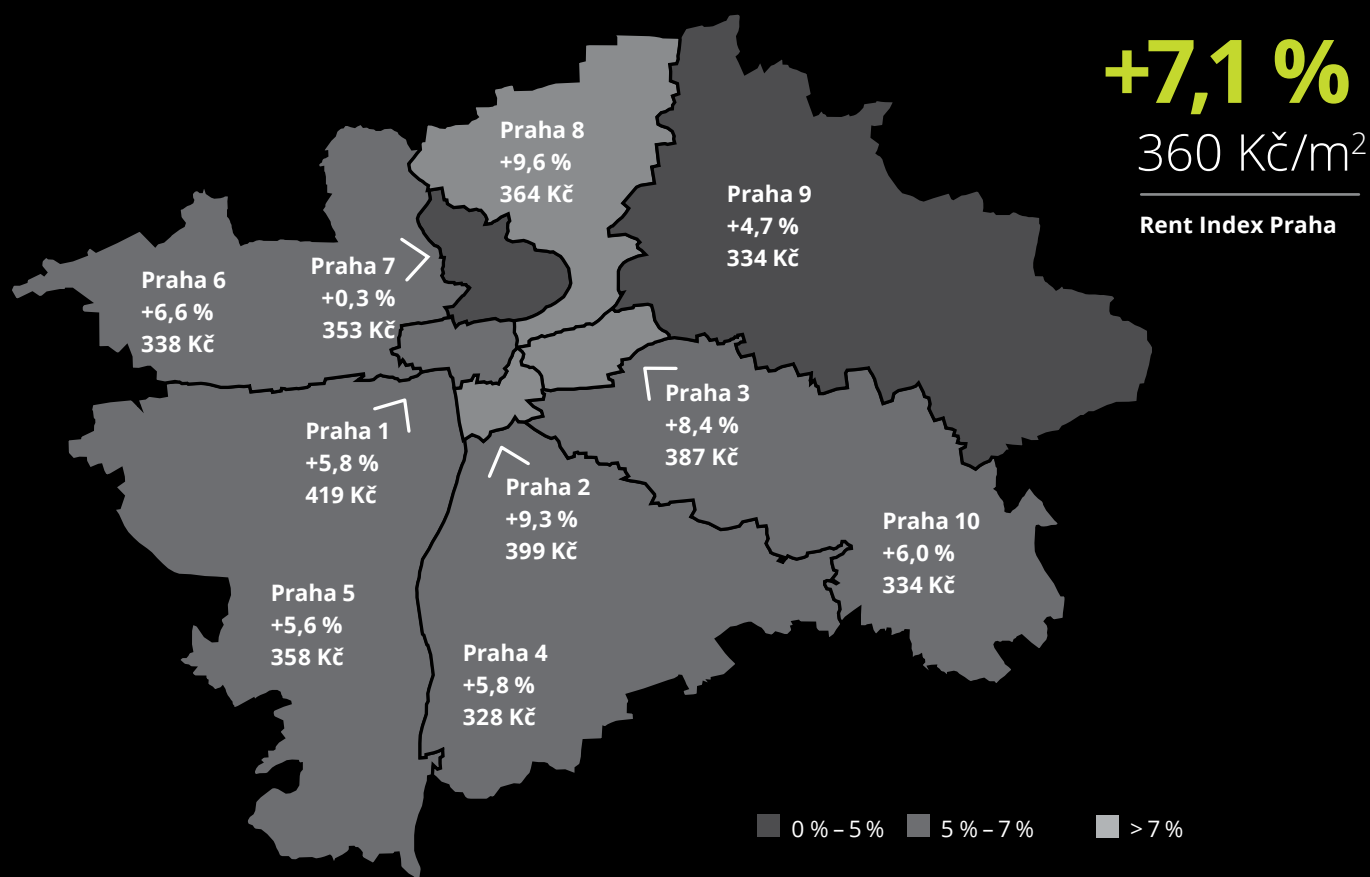 +7,1 %
360 Kč/m²
Rent Index Praha
Praha 8
+9,6 %
364 Kč
Praha 9
+4,7 %
334 Kč
Praha 6
+6,6 %
338 Kč
Praha 7
+0,3 %
353 Kč
Praha 3
+8,4 %
387 Kč
Praha 1
+5,8 %
419 Kč
Praha 2
+9,3 %
399 Kč
Praha 10
+6,0 %
334 Kč
Praha 5
+5,6 %
358 Kč
Praha 4
+5,8 %
328 Kč
0 % – 5 %
5 % – 7 %
> 7 %